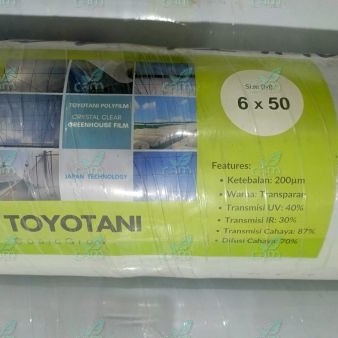 Size (M)
6 x 50
TOYOTANI POLYFILM
CRYSTAL CLEAR
GREENHOUSE FILM
JAPAN TECHNOLOGY
TOYOTANI
Features:
• Ketebalan: 200µm
• Warna: Transparan
• Transmisi UV: 40%
• Transmisi IR: 30%
• Transmisi Cahaya: 87%
• Difusi Cahaya: 70%